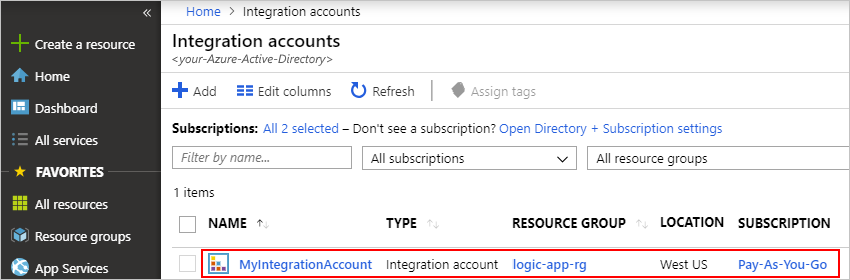 «
Create a resource
Home
Dashboard
All services
FAVORITES
All resources
Resource groups
App Services
Home > Integration accounts
Integration accounts
<your-Azure-Active-Directory>
Add Edit columns Refresh Assign tags
Subscriptions: All 2 selected – Don't see a subscription? Open Directory + Subscription settings
Filter by name... All subscriptions All resource groups
1 items
NAME TYPE RESOURCE GROUP LOCATION SUBSCRIPTION
MyIntegrationAccount Integration account logic-app-rg West US Pay-As-You-Go